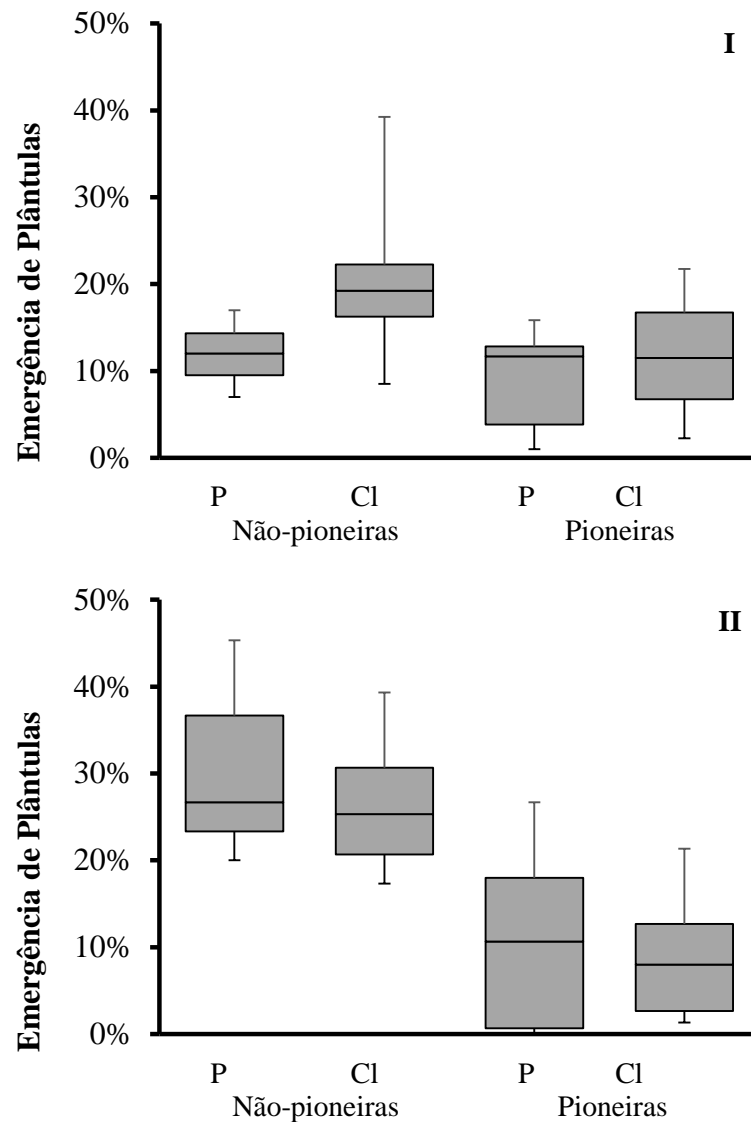 50%
I
40%
30%
20%
10%
0%
Emergência de Plântulas
P Cl P Cl
Não-pioneiras Pioneiras
50%
II
40%
30%
20%
10%
0%
Emergência de Plântulas
P Cl P Cl
Não-pioneiras Pioneiras